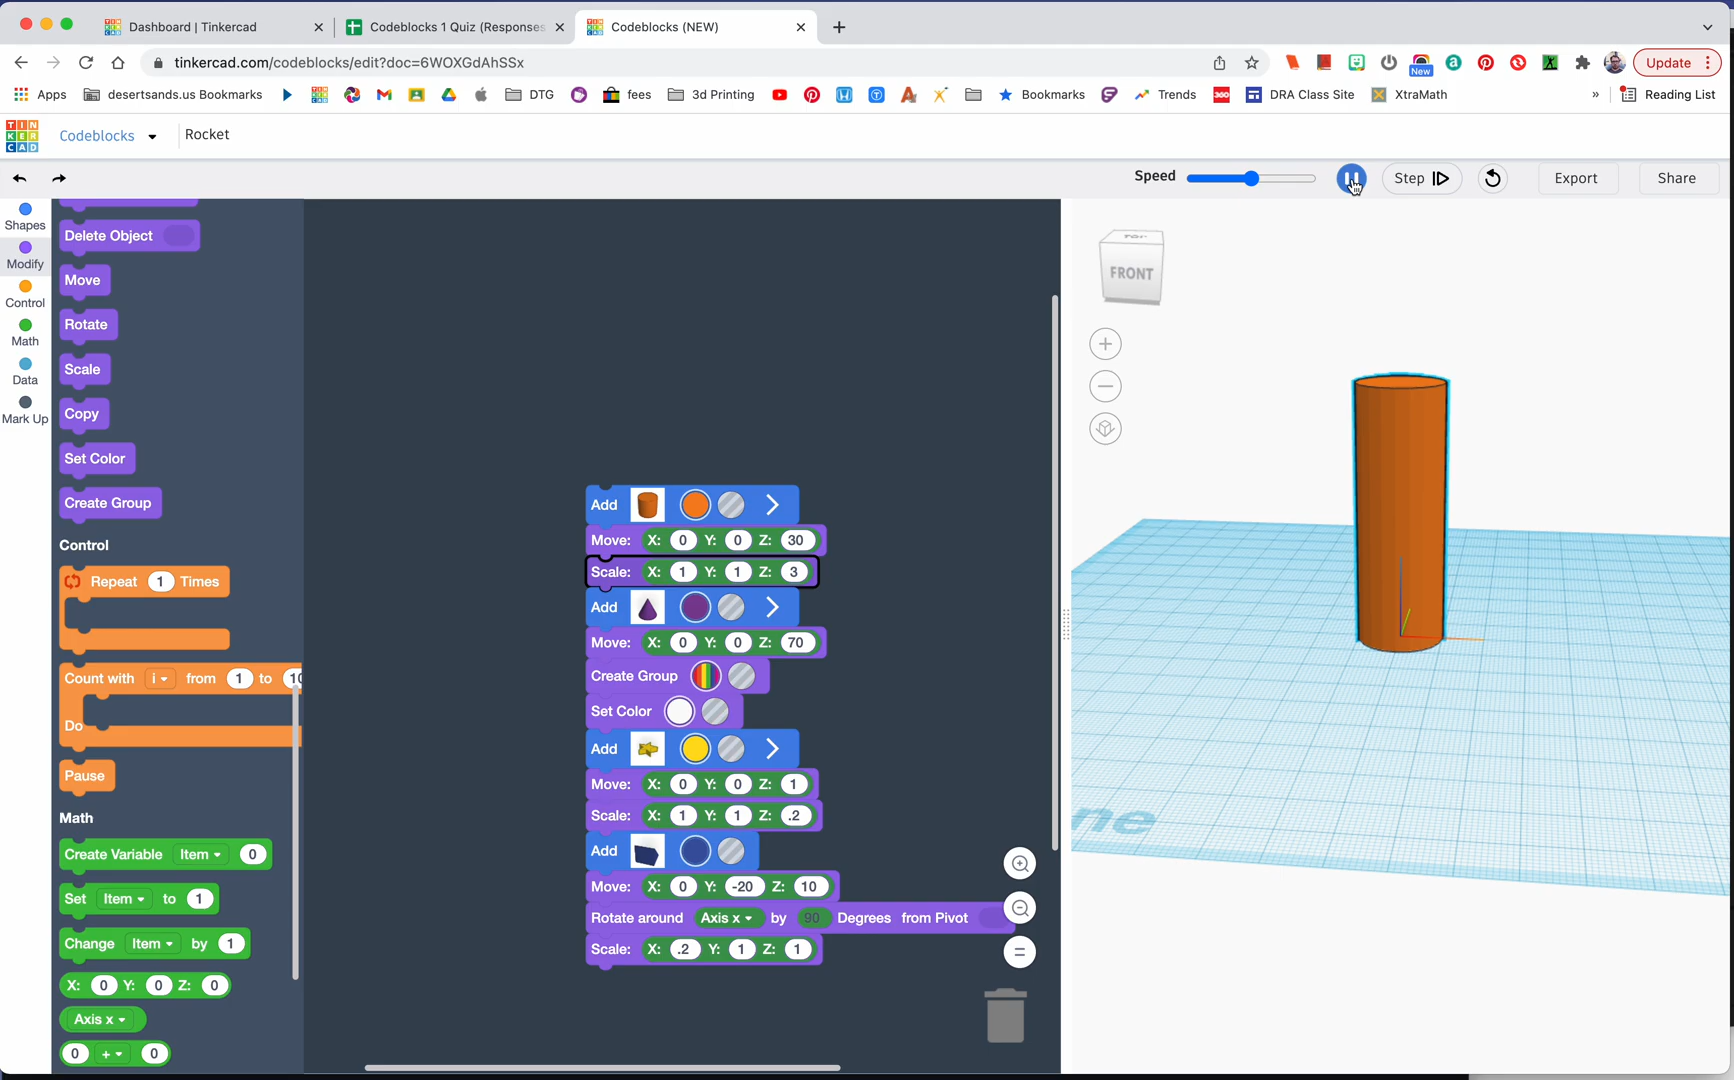 Dashboard | Tinkercad
Codeblocks 1 Quiz (Responses
Codeblocks (NEW)
tinkercad.com/codeblocks/edit?doc=6WOXGdAhSSx
New
Update
Apps
desertsands.us Bookmarks
DTG
fees
3d Printing
Bookmarks
Trends
360
DRA Class Site
XtraMath
»
Reading List
TIN
KER
CAD
Codeblocks
Rocket
Speed
Step
Export
Share
Shapes
Modify
Control
Math
Data
Mark Up
Delete Object
Move
Rotate
Scale
Copy
Set Color
Create Group
Control
Repeat 1 Times
Count with i from 1 to 10
Do
Pause
Math
Create Variable Item 0
Set Item to 1
Change Item by 1
X: 0 Y: 0 Z: 0
Axis x
0 + 0
Add
Move: X: 0 Y: 0 Z: 30
Scale: X: 1 Y: 1 Z: 3
Add
Move: X: 0 Y: 0 Z: 70
Create Group
Set Color
Add
Move: X: 0 Y: 0 Z: 1
Scale: X: 1 Y: 1 Z: .2
Add
Move: X: 0 Y: -20 Z: 10
Rotate around Axis x by 90 Degrees from Pivot
Scale: X: .2 Y: 1 Z: 1
TOP
FRONT
ne